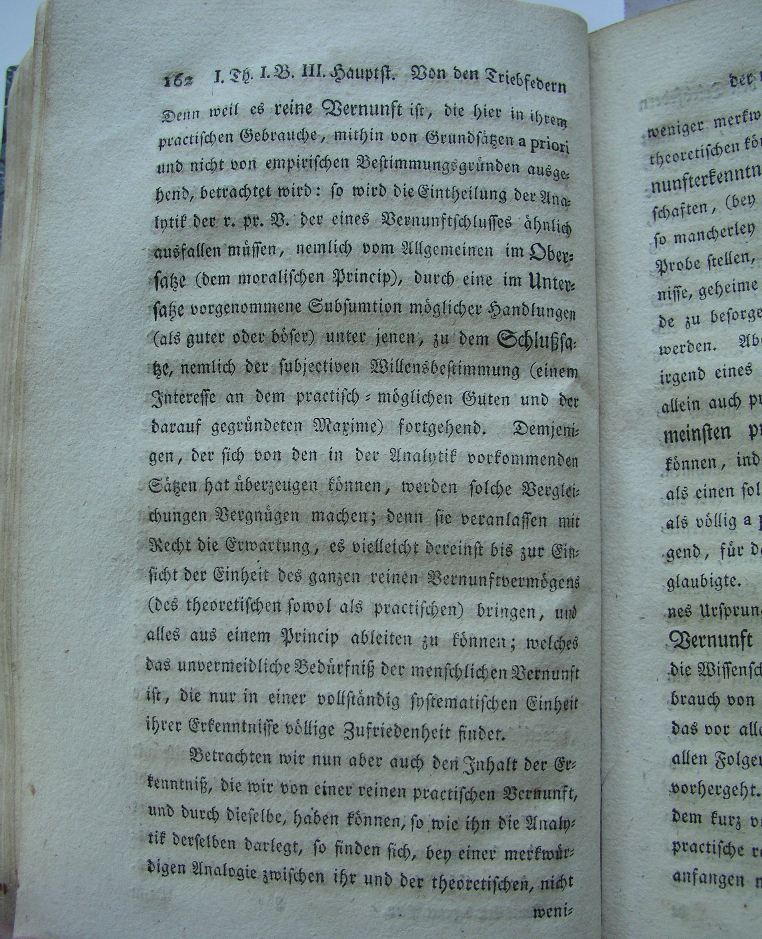 162 I. Th. I. B. III. Hauptst. Von den Triebfedern
Denn weil es reine Vernunft ist, die hier in ihrem
practischen Gebrauche, mithin von Grundsätzen a priori
und nicht von empirischen Bestimmungsgründen ausge-
hend, betrachtet wird: so wird die Eintheilung der Ana-
lytik der r. pr. V. der eines Vernunftschlusses ähnlich
ausfallen müssen, nemlich vom Allgemeinen im Ober-
satze (dem moralischen Princip), durch eine im Unter-
satze vorgenommene Subsumtion möglicher Handlungen
(als guter oder böser) unter jenen, zu dem Schlußsa-
tze, nemlich der subjectiven Willensbestimmung (einem
Interesse an dem practisch-möglichen Guten und der
darauf gegründeten Maxime) fortgehend. Demjeni-
gen, der sich von den in der Analytik vorkommenden
Sätzen hat überzeugen können, werden solche Verglei-
chungen Vergnügen machen; denn sie veranlassen mit
Recht die Erwartung, es vielleicht dereinst bis zur Ein-
sicht der Einheit des ganzen reinen Vernunftvermögens
(des theoretischen sowol als practischen) bringen, und
alles aus einem Princip ableiten zu können; welches
das unvermeidliche Bedürfniß der menschlichen Vernunft
ist, die nur in einer vollständig systematischen Einheit
ihrer Erkenntnisse völlige Zufriedenheit findet.
Betrachten wir nun aber auch den Inhalt der Er-
kenntniß, die wir von einer reinen practischen Vernunft,
und durch dieselbe, haben können, so wie ihn die Analy-
tik derselben darlegt, so finden sich, bey einer merkwür-
digen Analogie zwischen ihr und der theoretischen, nicht
weni-
der
weniger merkw
theoretischen kö
nunfterkenntn
schaften, (bey
so mancherley
Probe stellen,
nisse, geheime
de zu besorge
werden. Ab
irgend eines
allein auch p
meinsten p
können, ind
als einen sol
als völlig a p
gend, für d
glaubigte.
nes Ursprun
Vernunft
die Wissensch
brauch von
das vor alle
allen Folger
vorhergeht.
dem kurz v
practische r
anfangen